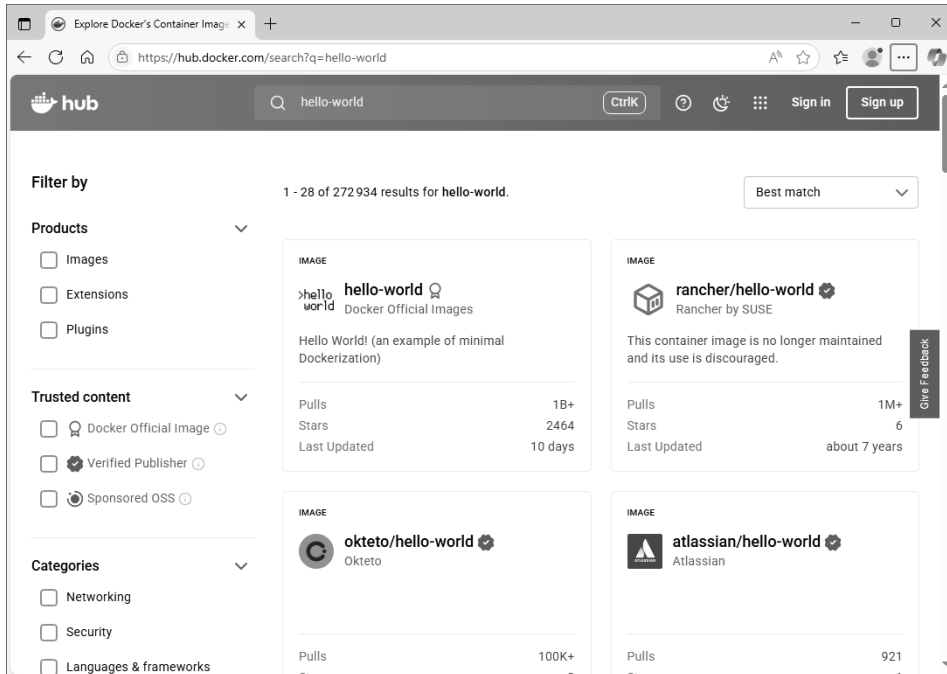 Explore Docker's Container Image
https://hub.docker.com/search?q=hello-world
hub
hello-world
CtrlK
Sign in
Sign up
Filter by
Products
Images
Extensions
Plugins
Trusted content
Docker Official Image
Verified Publisher
Sponsored OSS
Categories
Networking
Security
Languages & frameworks
1 - 28 of 272 934 results for hello-world.
Best match
IMAGE
>hello
world
hello-world
Docker Official Images
Hello World! (an example of minimal
Dockerization)
Pulls 1B+
Stars 2464
Last Updated 10 days
IMAGE
rancher/hello-world
Rancher by SUSE
This container image is no longer maintained
and its use is discouraged.
Pulls 1M+
Stars 6
Last Updated about 7 years
IMAGE
okteto/hello-world
Okteto
Pulls 100K+
IMAGE
ATLASSIAN
atlassian/hello-world
Atlassian
Pulls 921
Give Feedback